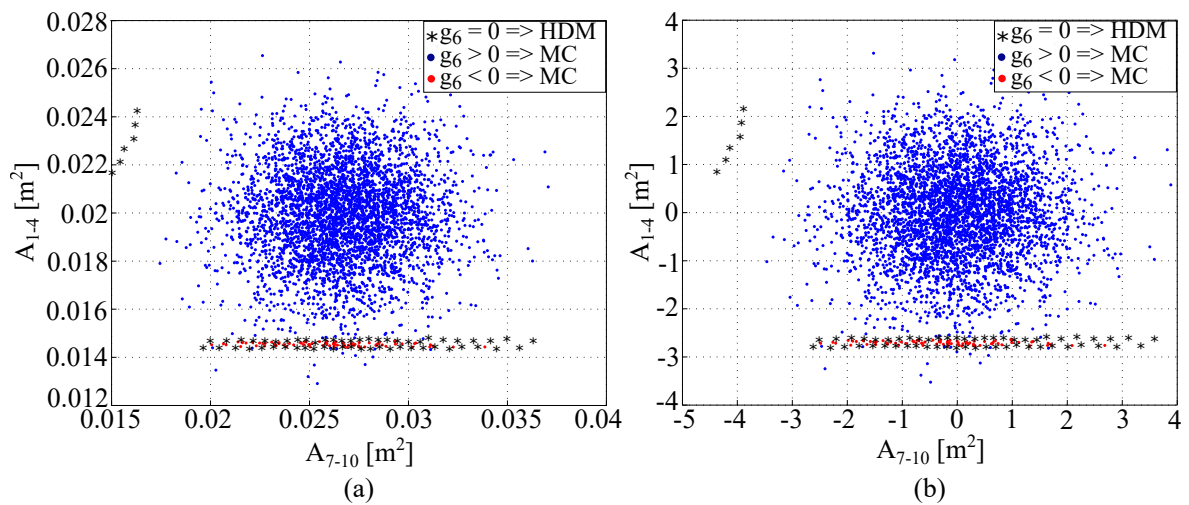 0.028
0.026
0.024
0.022
0.02
0.018
0.016
0.014
0.012
A₁₋₄ [m²]
g₆ = 0 => HDM
g₆ > 0 => MC
g₆ < 0 => MC
0.015 0.02 0.025 0.03 0.035 0.04
A₇₋₁₀ [m²]
(a)
4
3
2
1
0
-1
-2
-3
-4
A₁₋₄ [m²]
g₆ = 0 => HDM
g₆ > 0 => MC
g₆ < 0 => MC
-5 -4 -3 -2 -1 0 1 2 3 4
A₇₋₁₀ [m²]
(b)